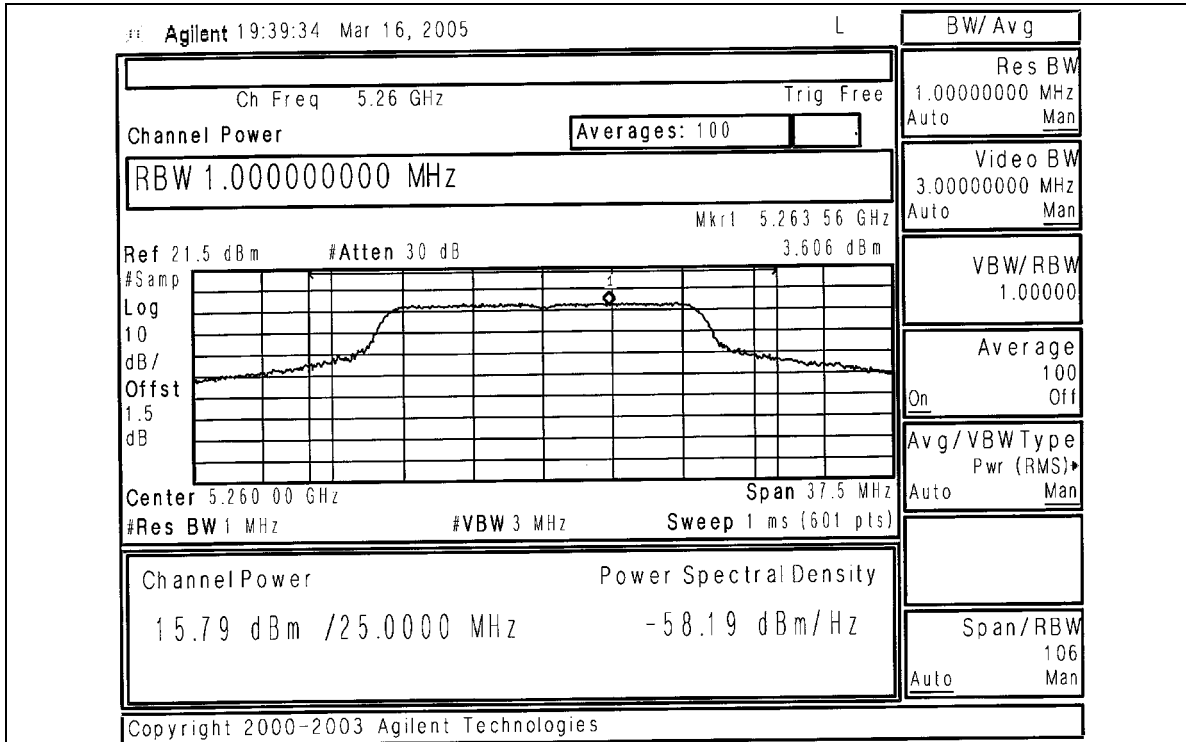 Agilent 19:39:34 Mar 16, 2005 L
Ch Freq 5.26 GHz Trig Free
Channel Power Averages: 100
RBW 1.000000000 MHz
Mkr1 5.263 56 GHz
Ref 21.5 dBm #Atten 30 dB 3.606 dBm
#Samp
Log
10
dB/
Offst
1.5
dB
1
Center 5.260 00 GHz Span 37.5 MHz
#Res BW 1 MHz #VBW 3 MHz Sweep 1 ms (601 pts)
Channel Power Power Spectral Density
15.79 dBm /25.0000 MHz -58.19 dBm/Hz
Copyright 2000-2003 Agilent Technologies
BW/Avg
Res BW
1.00000000 MHz
Auto Man
Video BW
3.00000000 MHz
Auto Man
VBW/RBW
1.00000
Average
100
On Off
Avg/VBW Type
Pwr (RMS)
Auto Man
Span/RBW
106
Auto Man